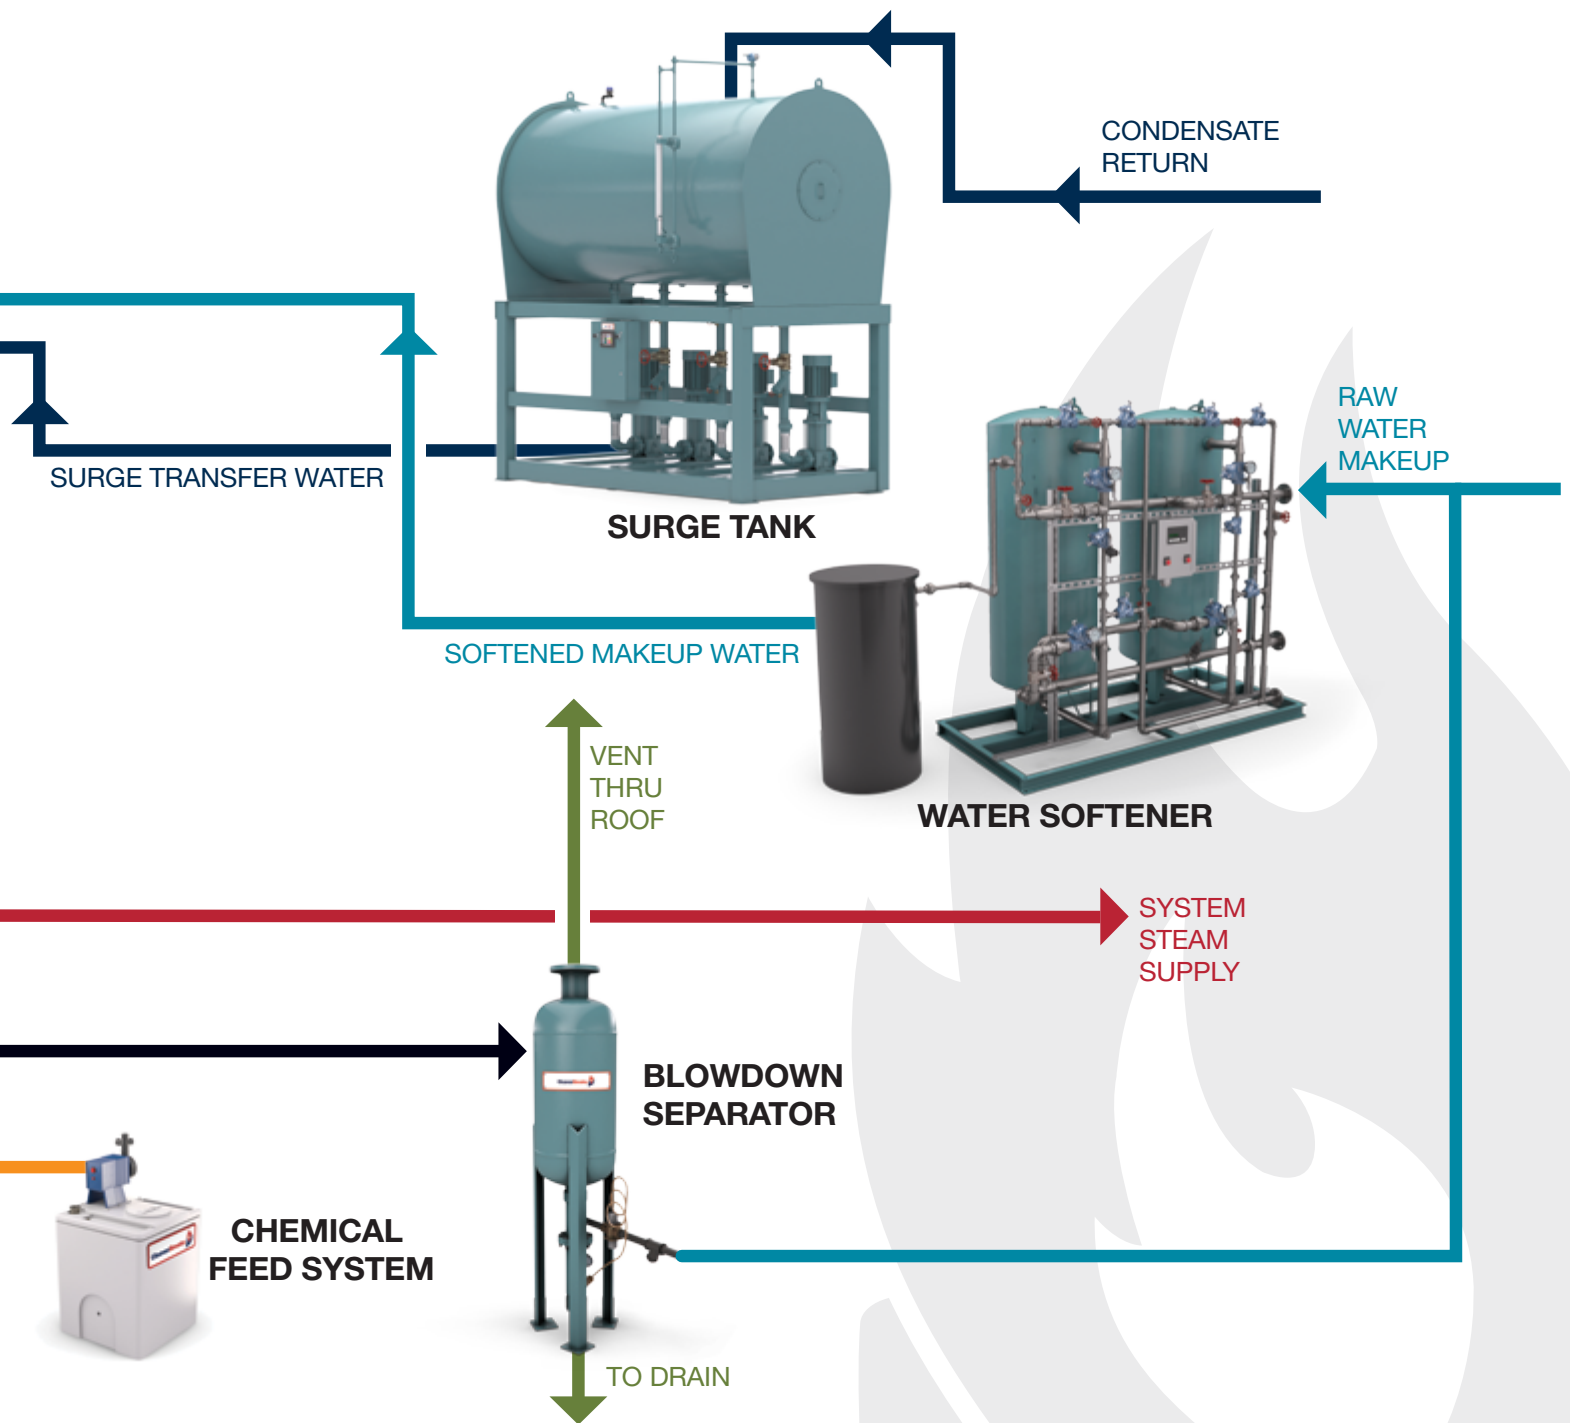 CONDENSATE
RETURN
RAW
WATER
MAKEUP
SURGE TRANSFER WATER
SURGE TANK
SOFTENED MAKEUP WATER
VENT
THRU
ROOF
WATER SOFTENER
SYSTEM
STEAM
SUPPLY
BLOWDOWN
SEPARATOR
CHEMICAL
FEED SYSTEM
TO DRAIN